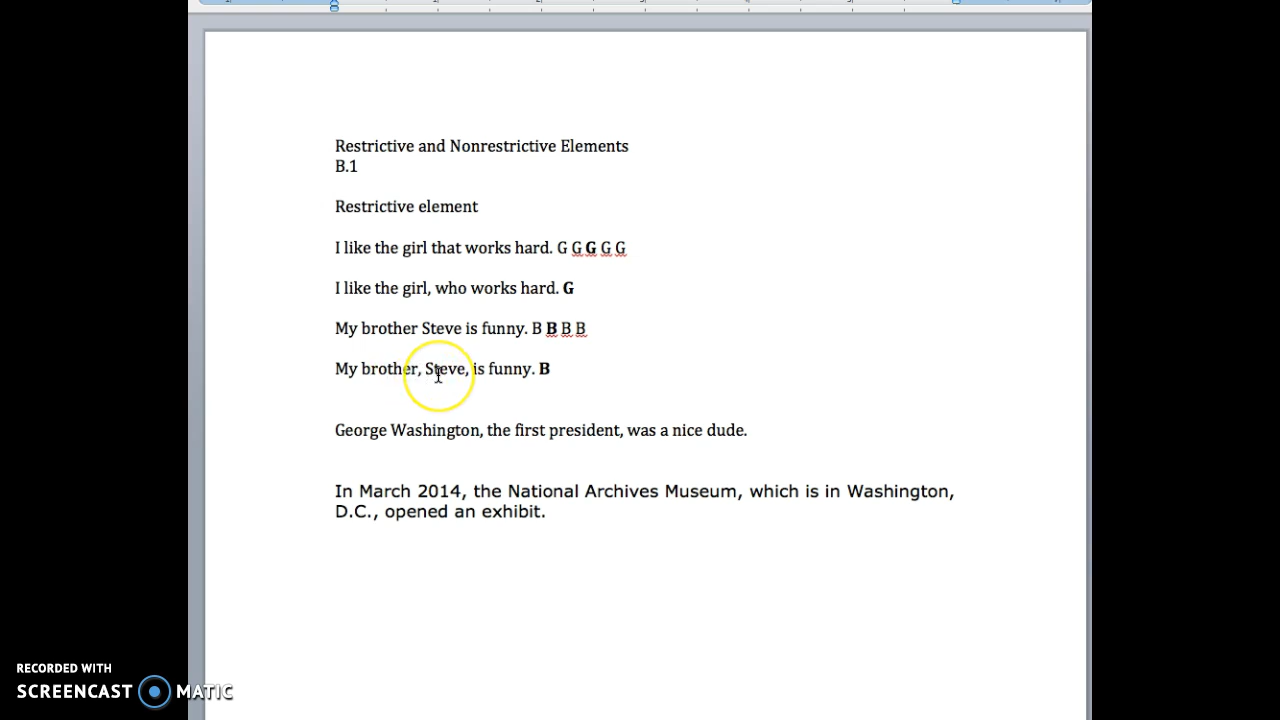 Restrictive and Nonrestrictive Elements
B.1
Restrictive element
I like the girl that works hard. G G G G G
I like the girl, who works hard. G
My brother Steve is funny. B B B B
My brother, Steve, is funny. B
George Washington, the first president, was a nice dude.
In March 2014, the National Archives Museum, which is in Washington,
D.C., opened an exhibit.
RECORDED WITH
SCREENCAST MATIC